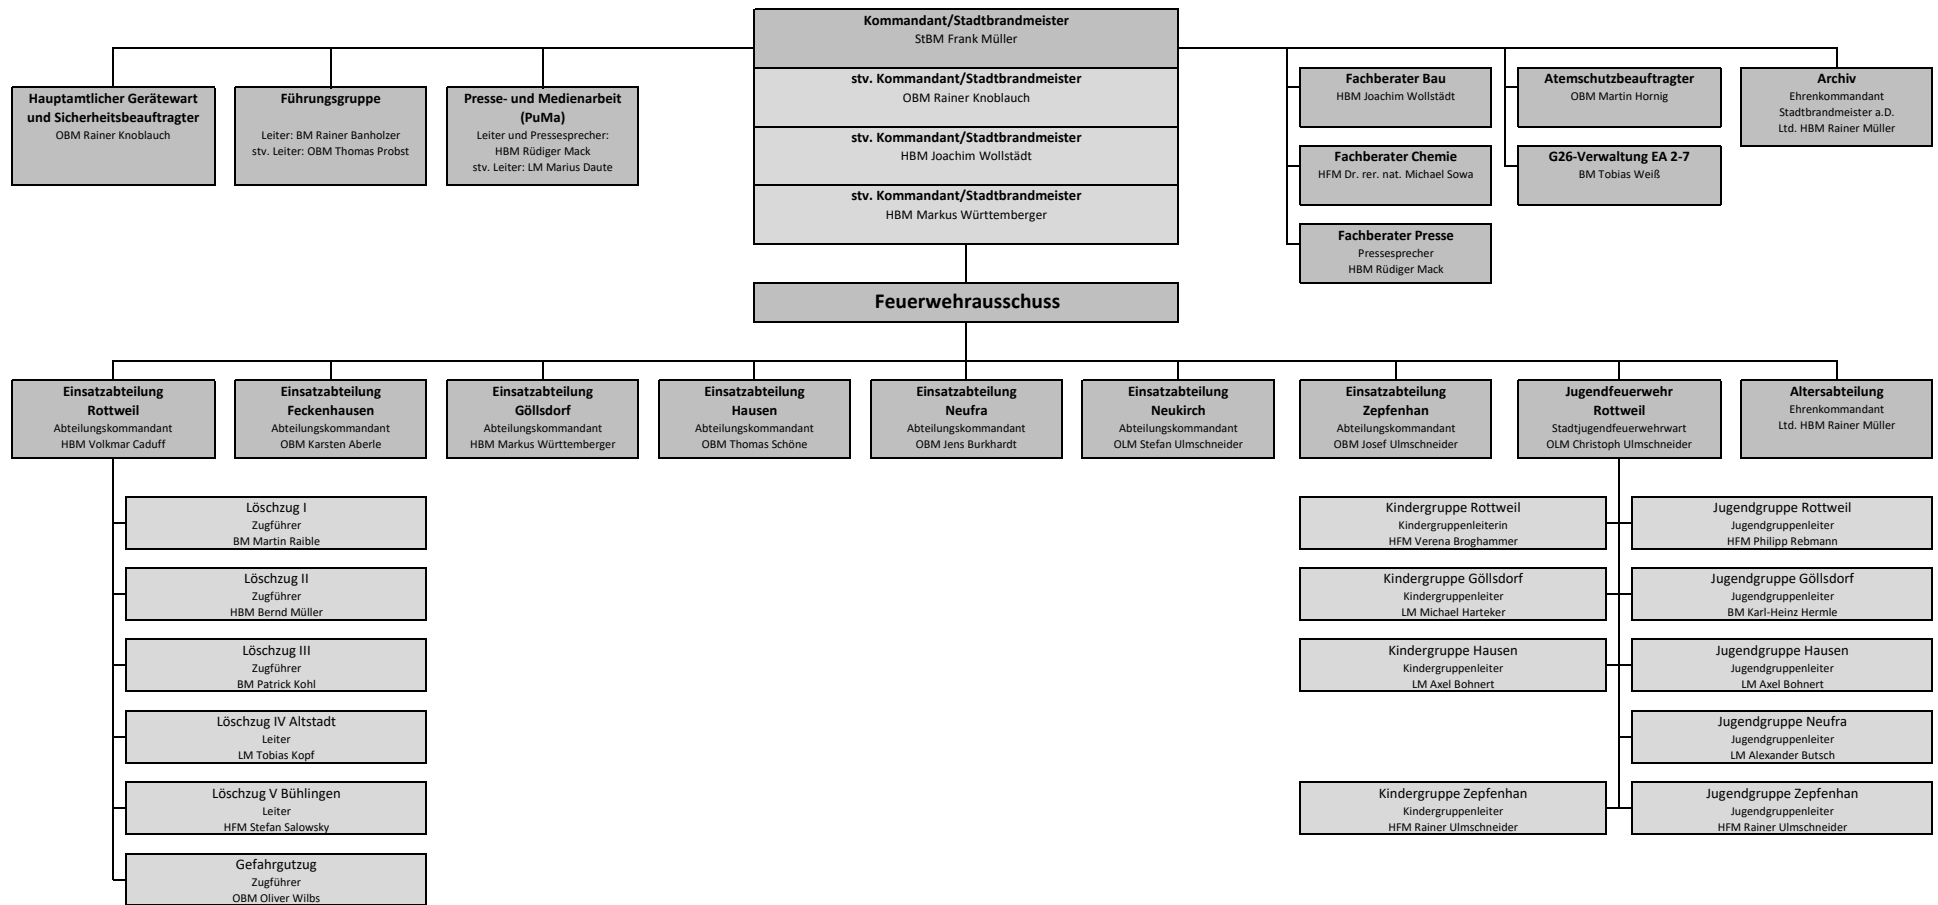 Kommandant/Stadtbrandmeister
StBM Frank Müller
stv. Kommandant/Stadtbrandmeister
OBM Rainer Knoblauch
stv. Kommandant/Stadtbrandmeister
HBM Joachim Wollstädt
stv. Kommandant/Stadtbrandmeister
HBM Markus Württemberger
Hauptamtlicher Gerätewart
und Sicherheitsbeauftragter
OBM Rainer Knoblauch
Führungsgruppe
Leiter: BM Rainer Banholzer
stv. Leiter: OBM Thomas Probst
Presse- und Medienarbeit
(PuMa)
Leiter und Pressesprecher:
HBM Rüdiger Mack
stv. Leiter: LM Marius Daute
Fachberater Bau
HBM Joachim Wollstädt
Fachberater Chemie
HFM Dr. rer. nat. Michael Sowa
Fachberater Presse
Pressesprecher
HBM Rüdiger Mack
Atemschutzbeauftragter
OBM Martin Hornig
G26-Verwaltung EA 2-7
BM Tobias Weiß
Archiv
Ehrenkommandant
Stadtbrandmeister a.D.
Ltd. HBM Rainer Müller
Feuerwehrausschuss
Einsatzabteilung
Rottweil
Abteilungskommandant
HBM Volkmar Caduff
Einsatzabteilung
Feckenhausen
Abteilungskommandant
OBM Karsten Aberle
Einsatzabteilung
Göllsdorf
Abteilungskommandant
HBM Markus Württemberger
Einsatzabteilung
Hausen
Abteilungskommandant
OBM Thomas Schöne
Einsatzabteilung
Neufra
Abteilungskommandant
OBM Jens Burkhardt
Einsatzabteilung
Neukirch
Abteilungskommandant
OLM Stefan Ulmschneider
Einsatzabteilung
Zepfenhan
Abteilungskommandant
OBM Josef Ulmschneider
Jugendfeuerwehr
Rottweil
Stadtjugendfeuerwehrwart
OLM Christoph Ulmschneider
Altersabteilung
Ehrenkommandant
Ltd. HBM Rainer Müller
Löschzug I
Zugführer
BM Martin Raible
Löschzug II
Zugführer
HBM Bernd Müller
Löschzug III
Zugführer
BM Patrick Kohl
Löschzug IV Altstadt
Leiter
LM Tobias Kopf
Löschzug V Bühlingen
Leiter
HFM Stefan Salowsky
Gefahrgutzug
Zugführer
OBM Oliver Wilbs
Kindergruppe Rottweil
Kindergruppenleiterin
HFM Verena Broghammer
Kindergruppe Göllsdorf
Kindergruppenleiter
LM Michael Harteker
Kindergruppe Hausen
Kindergruppenleiter
LM Axel Bohnert
Kindergruppe Zepfenhan
Kindergruppenleiter
HFM Rainer Ulmschneider
Jugendgruppe Rottweil
Jugendgruppenleiter
HFM Philipp Rebmann
Jugendgruppe Göllsdorf
Jugendgruppenleiter
BM Karl-Heinz Hermle
Jugendgruppe Hausen
Jugendgruppenleiter
LM Axel Bohnert
Jugendgruppe Neufra
Jugendgruppenleiter
LM Alexander Butsch
Jugendgruppe Zepfenhan
Jugendgruppenleiter
HFM Rainer Ulmschneider